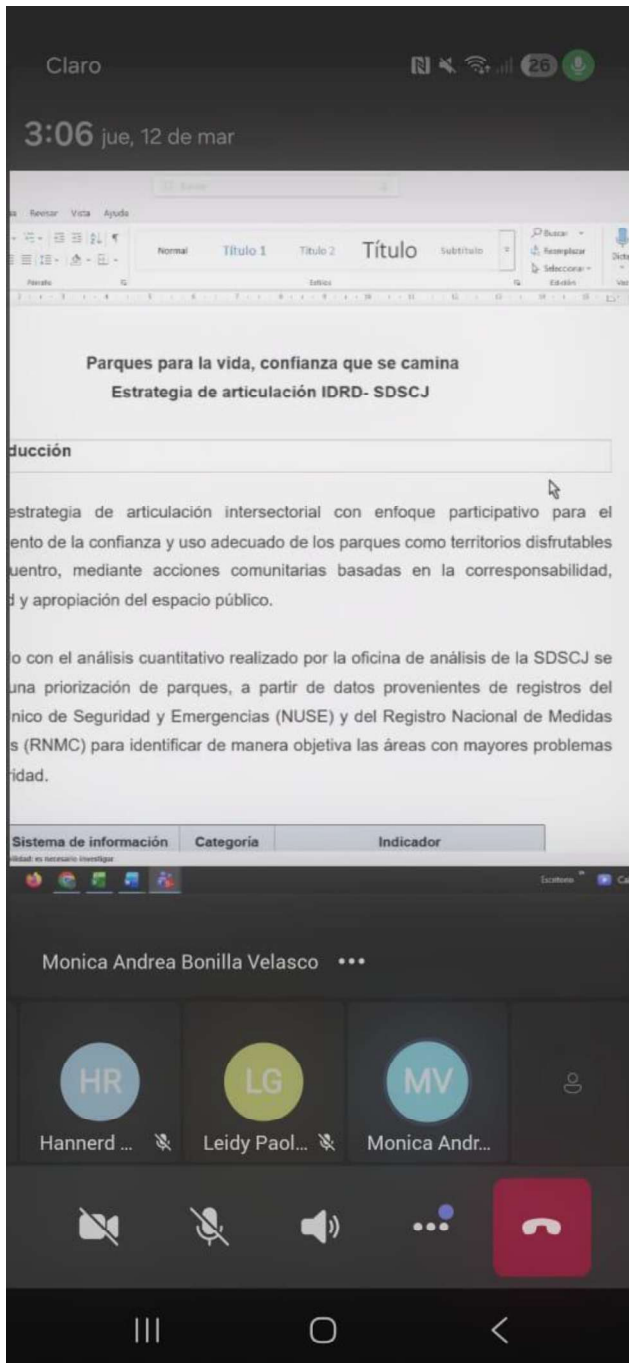 Claro
26
3:06 jue, 12 de mar
Revisar Vista Ayuda
Buscar
Normal Título 1 Título 2 Título Subtítulo
Reemplazar
Seleccionar
Párrafo Estilos Edición
Parques para la vida, confianza que se camina
Estrategia de articulación IDRD- SDSCJ
ducción
estrategia de articulación intersectorial con enfoque participativo para el
ento de la confianza y uso adecuado de los parques como territorios disfrutables
uentro, mediante acciones comunitarias basadas en la corresponsabilidad,
d y apropiación del espacio público.
lo con el análisis cuantitativo realizado por la oficina de análisis de la SDSCJ se
una priorización de parques, a partir de datos provenientes de registros del
nico de Seguridad y Emergencias (NUSE) y del Registro Nacional de Medidas
s (RNMC) para identificar de manera objetiva las áreas con mayores problemas
ridad.
Sistema de información Categoría Indicador
bilidad: es necesario investigar
Escritorio
Monica Andrea Bonilla Velasco
HR LG MV
Hannerd ... Leidy Paol... Monica Andr...